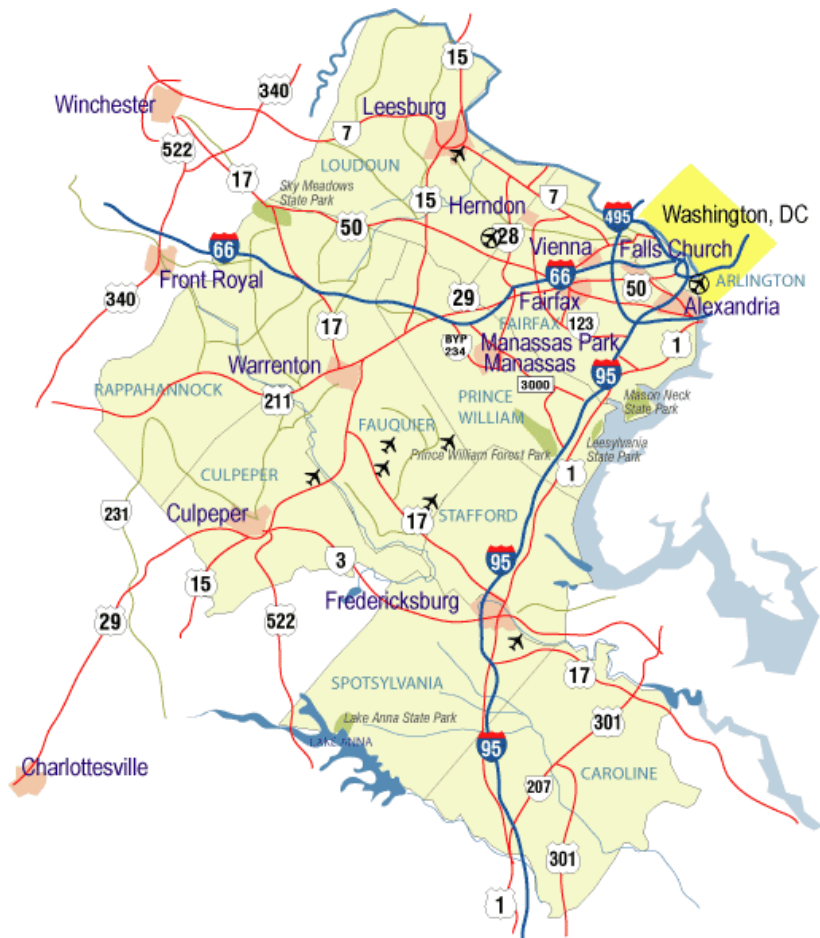 15
340
Winchester
Leesburg
7
522
LOUDOUN
17
Sky Meadows
State Park
15
7
Herndon
495
Washington, DC
50
28
66
Vienna
Falls Church
66
Front Royal
ARLINGTON
50
340
29
Fairfax
Alexandria
17
FAIRFAX
123
BYP
234
Manassas Park
1
Warrenton
Manassas
95
3000
RAPPAHANNOCK
211
PRINCE
WILLIAM
Mason Neck
State Park
FAUQUIER
Leesylvania
State Park
Prince William Forest Park
CULPEPER
1
231
Culpeper
17
STAFFORD
3
95
15
Fredericksburg
29
522
17
SPOTSYLVANIA
Lake Anna State Park
301
LAKE ANNA
95
Charlottesville
CAROLINE
207
301
1